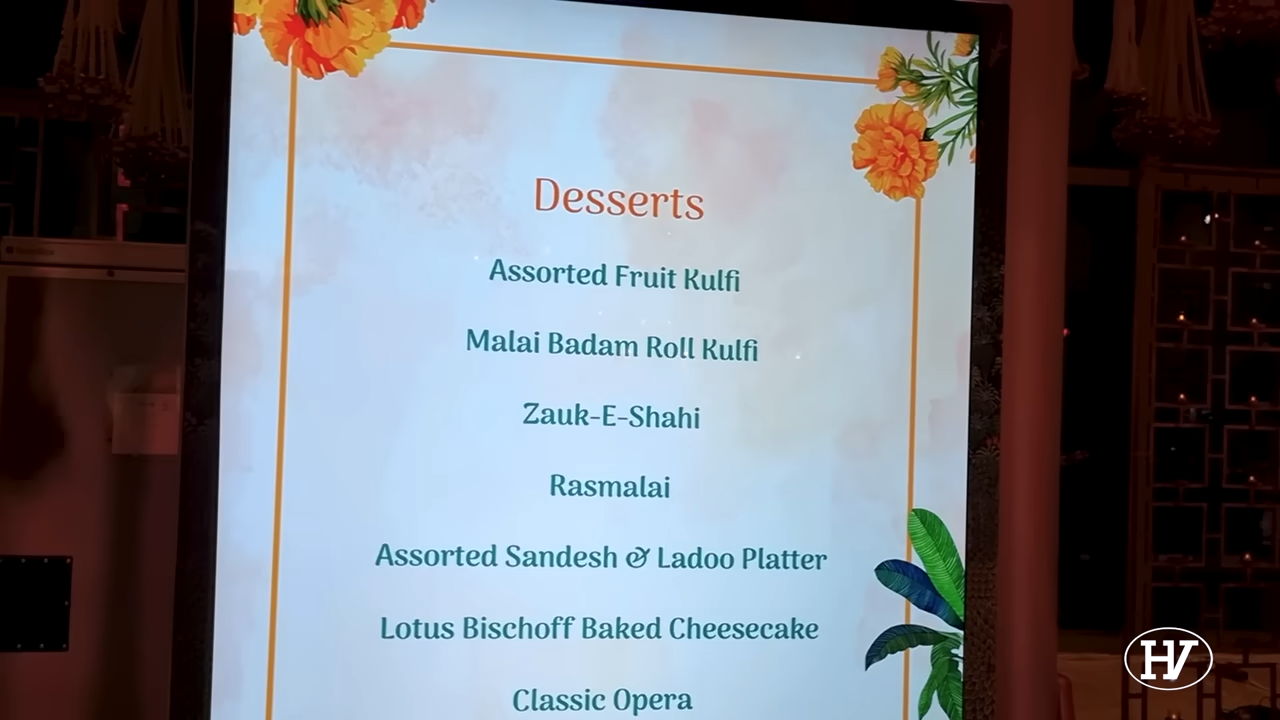 Desserts
Assorted Fruit Kulfi
Malai Badam Roll Kulfi
Zauk-E-Shahi
Rasmalai
Assorted Sandesh & Ladoo Platter
Lotus Bischoff Baked Cheesecake
Classic Opera
HV